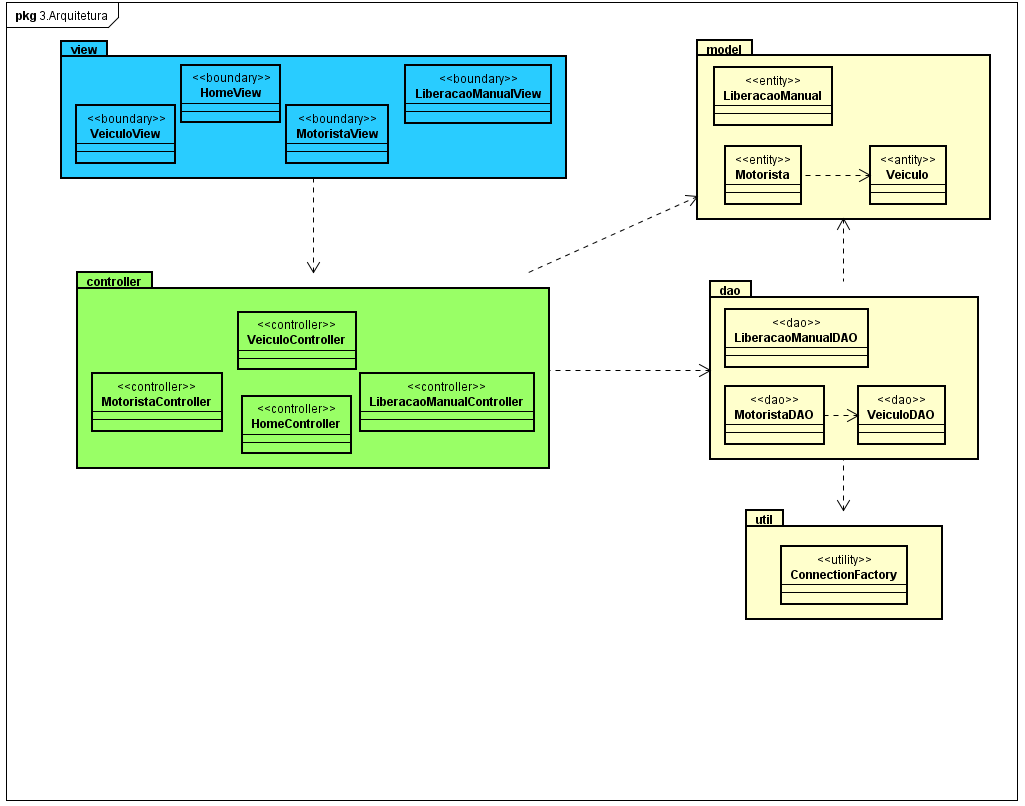 pkg 3.Arquitetura
view
<<boundary>>
HomeView
<<boundary>>
LiberacaoManualView
<<boundary>>
VeiculoView
<<boundary>>
MotoristaView
model
<<entity>>
LiberacaoManual
<<entity>>
Motorista
<<antity>>
Veiculo
controller
<<controller>>
VeiculoController
<<controller>>
MotoristaController
<<controller>>
HomeController
<<controller>>
LiberacaoManualController
dao
<<dao>>
LiberacaoManualDAO
<<dao>>
MotoristaDAO
<<dao>>
VeiculoDAO
util
<<utility>>
ConnectionFactory